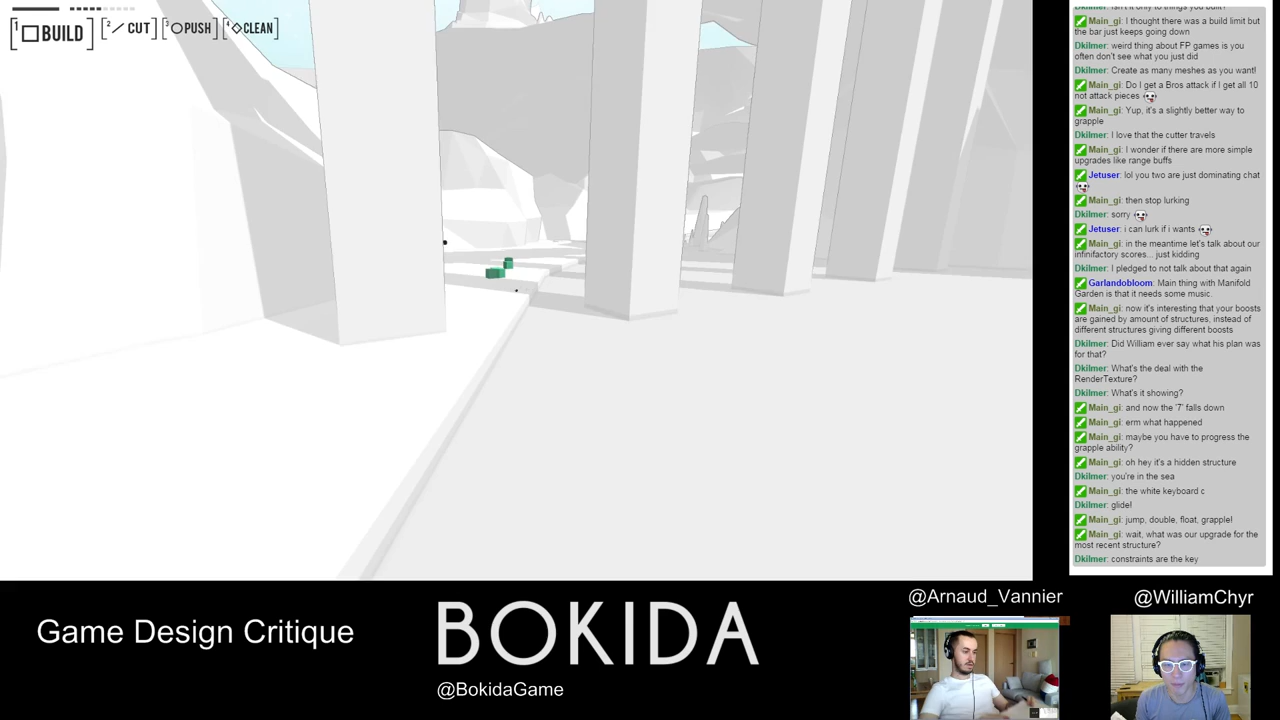 1 BUILD 2 CUT 3 PUSH 4 CLEAN
Main_gi: I thought there was a build limit but
the bar just keeps going down
Dkilmer: weird thing about FP games is you
often don't see what you just did
Dkilmer: Create as many meshes as you want!
Main_gi: Do I get a Bros attack if I get all 10
not attack pieces
Main_gi: Yup, it's a slightly better way to
grapple
Dkilmer: I love that the cutter travels
Main_gi: I wonder if there are more simple
upgrades like range buffs
Jetuser: lol you two are just dominating chat
Main_gi: then stop lurking
Dkilmer: sorry
Jetuser: i can lurk if i wants
Main_gi: in the meantime let's talk about our
infinifactory scores... just kidding
Dkilmer: I pledged to not talk about that again
Garlandobloom: Main thing with Manifold
Garden is that it needs some music.
Main_gi: now it's interesting that your boosts
are gained by amount of structures, instead of
different structures giving different boosts
Dkilmer: Did William ever say what his plan was
for that?
Dkilmer: What's the deal with the
RenderTexture?
Dkilmer: What's it showing?
Main_gi: and now the '7' falls down
Main_gi: erm what happened
Main_gi: maybe you have to progress the
grapple ability?
Main_gi: oh hey it's a hidden structure
Dkilmer: you're in the sea
Main_gi: the white keyboard c
Dkilmer: glide!
Main_gi: jump, double, float, grapple!
Main_gi: wait, what was our upgrade for the
most recent structure?
Dkilmer: constraints are the key
Game Design Critique
BOKIDA
@BokidaGame
@Arnaud_Vannier
@WilliamChyr